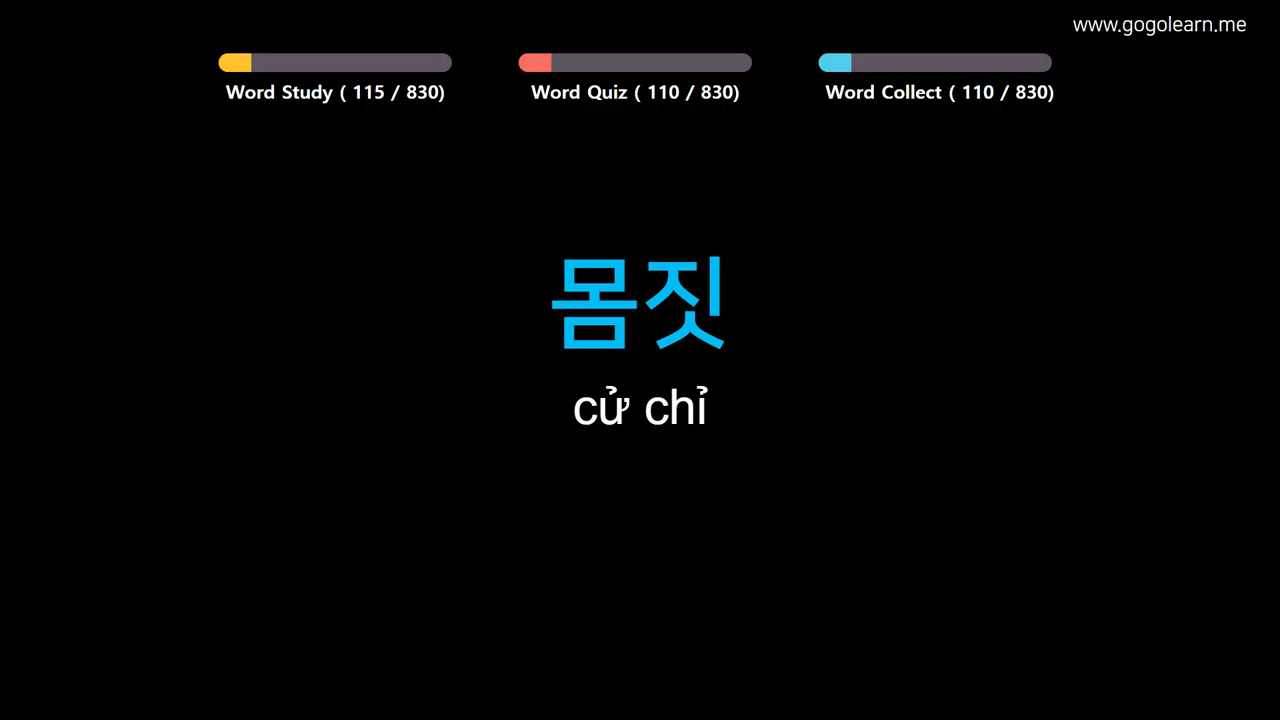 www.gogolearn.me
Word Study ( 115 / 830)
Word Quiz ( 110 / 830)
Word Collect ( 110 / 830)
몸짓
cử chỉ